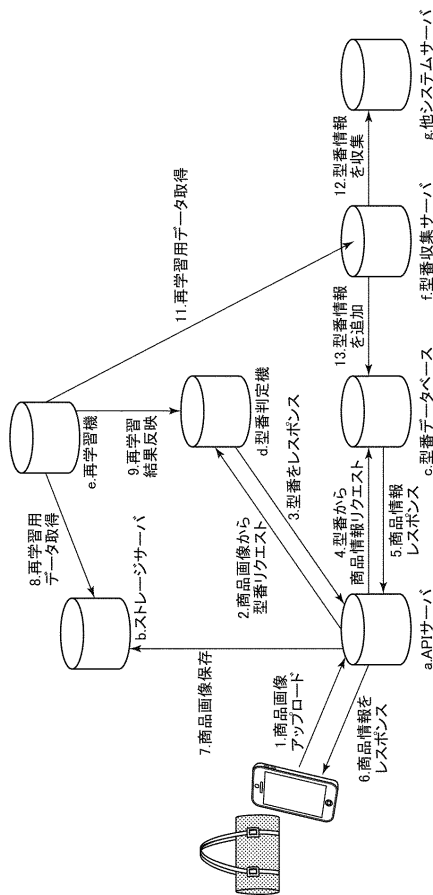 1.商品画像
アップロード
6.商品情報を
レスポンス
a.APIサーバ
7.商品画像保存
b.ストレージサーバ
2.商品画像から
型番リクエスト
3.型番をレスポンス
4.型番から
商品情報リクエスト
5.商品情報
レスポンス
c.型番データベース
d.型番判定機
8.再学習用
データ取得
9.再学習
結果反映
e.再学習機
11.再学習用データ取得
13.型番情報
を追加
f.型番収集サーバ
12.型番情報
を収集
g.他システムサーバ